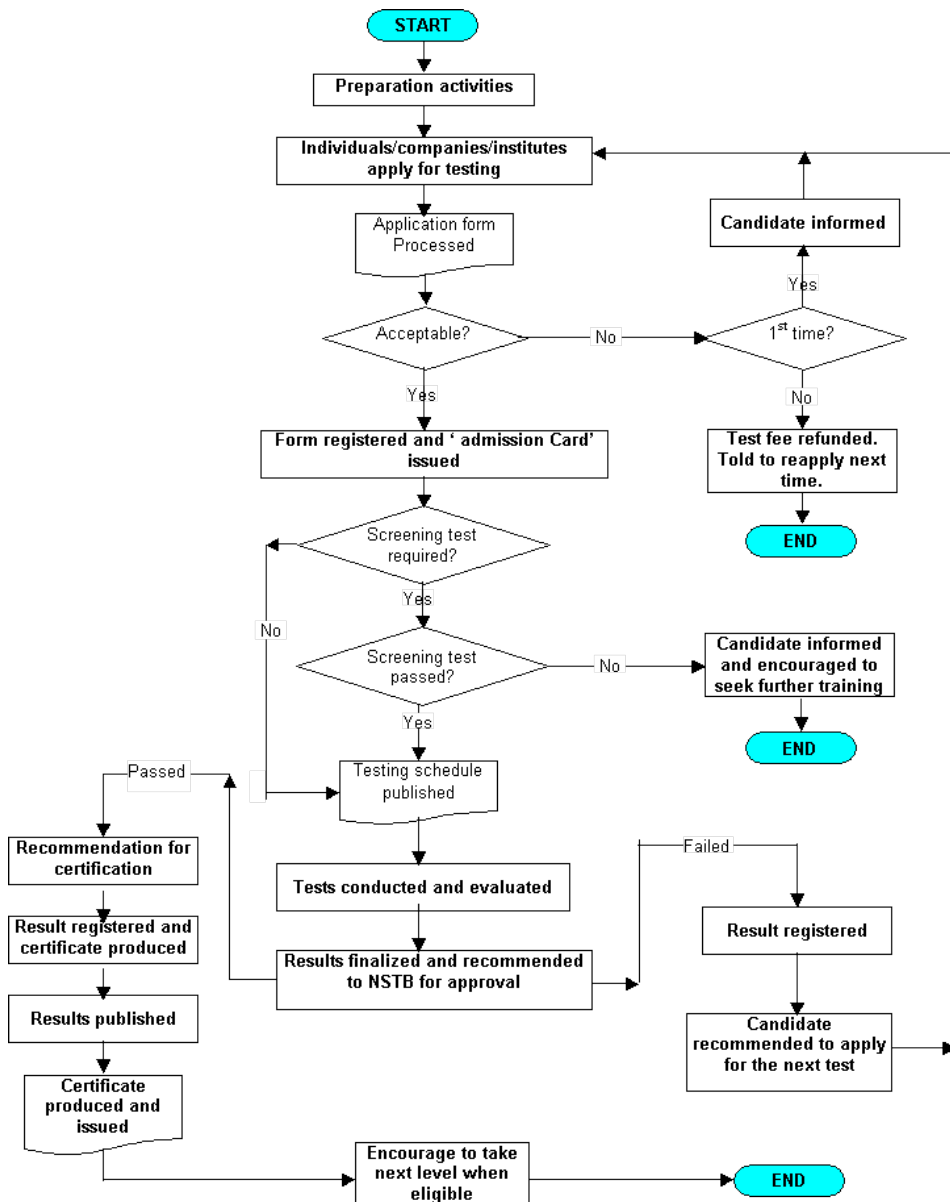 START
Preparation activities
Individuals/companies/institutes
apply for testing
Application form
Processed
Candidate informed
Yes
Acceptable?
No
1st time?
Yes
No
Form registered and ‘ admission Card’
issued
Test fee refunded.
Told to reapply next
time.
END
Screening test
required?
Yes
No
Screening test
passed?
No
Candidate informed
and encouraged to
seek further training
Yes
END
Testing schedule
published
Passed
Recommendation for
certification
Tests conducted and evaluated
Failed
Result registered and
certificate produced
Results finalized and recommended
to NSTB for approval
Result registered
Results published
Candidate
recommended to apply
for the next test
Certificate
produced and
issued
Encourage to take
next level when
eligible
END